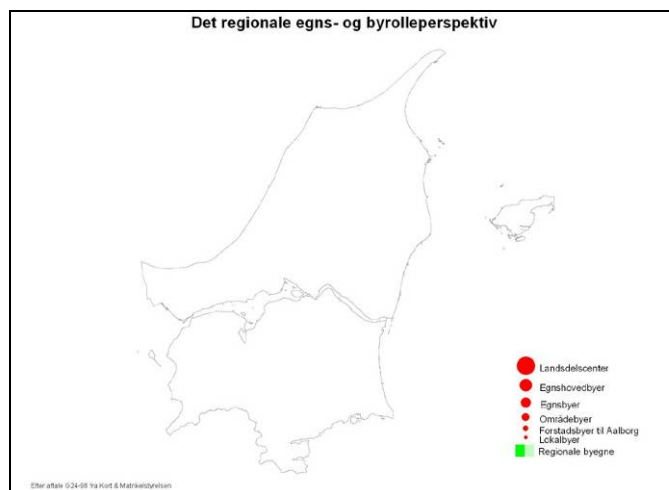 Det regionale egns- og byrolleperspektiv
Landsdelscenter
Egnshovedbyer
Egnsbyer
Områdebyer
Forstadsbyer til Aalborg
Lokalbyer
Regionale byegne
Efter aftale G24-98 fra Kort & Matrikelstyrelsen